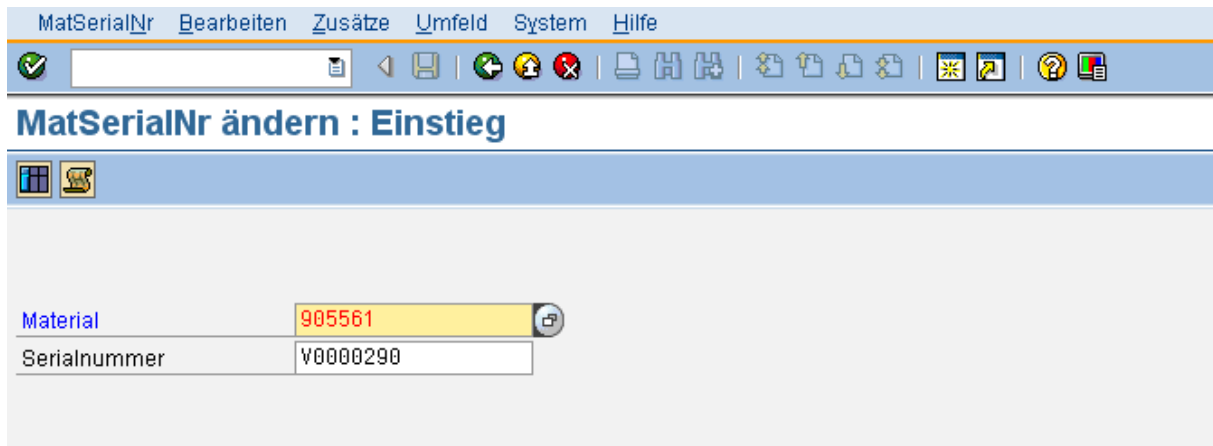 MatSerialNr Bearbeiten Zusätze Umfeld System Hilfe
MatSerialNr ändern : Einstieg
Material 905561
Serialnummer V0000290